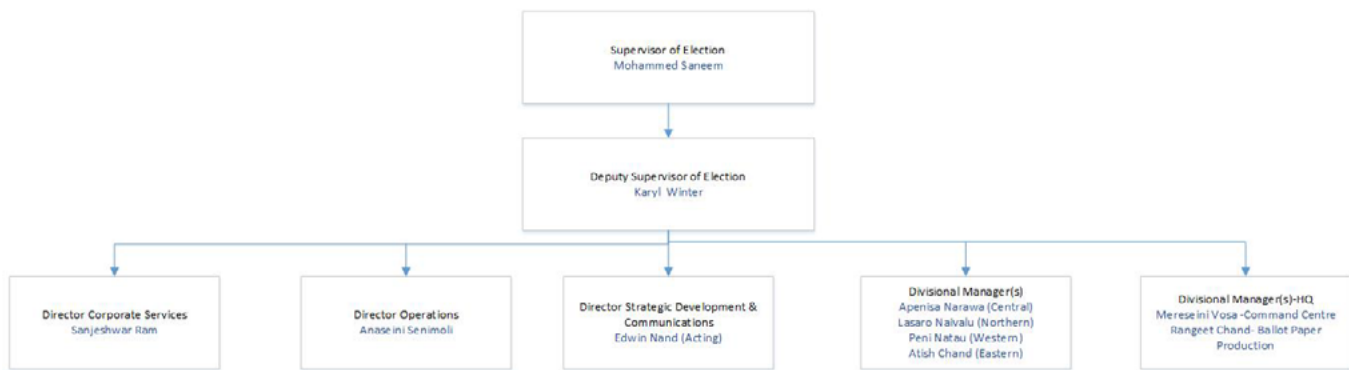 Supervisor of Election
Mohammed Saneem
Deputy Supervisor of Election
Karyl Winter
Director Corporate Services
Sanjeshwar Ram
Director Operations
Anaseini Senimoli
Director Strategic Development &
Communications
Edwin Nand (Acting)
Divisional Manager(s)
Apenisa Narawa (Central)
Lasaro Naivalu (Northern)
Peni Natau (Western)
Atish Chand (Eastern)
Divisional Manager(s)-HQ
Mereseini Vosa -Command Centre
Rangeet Chand- Ballot Paper
Production